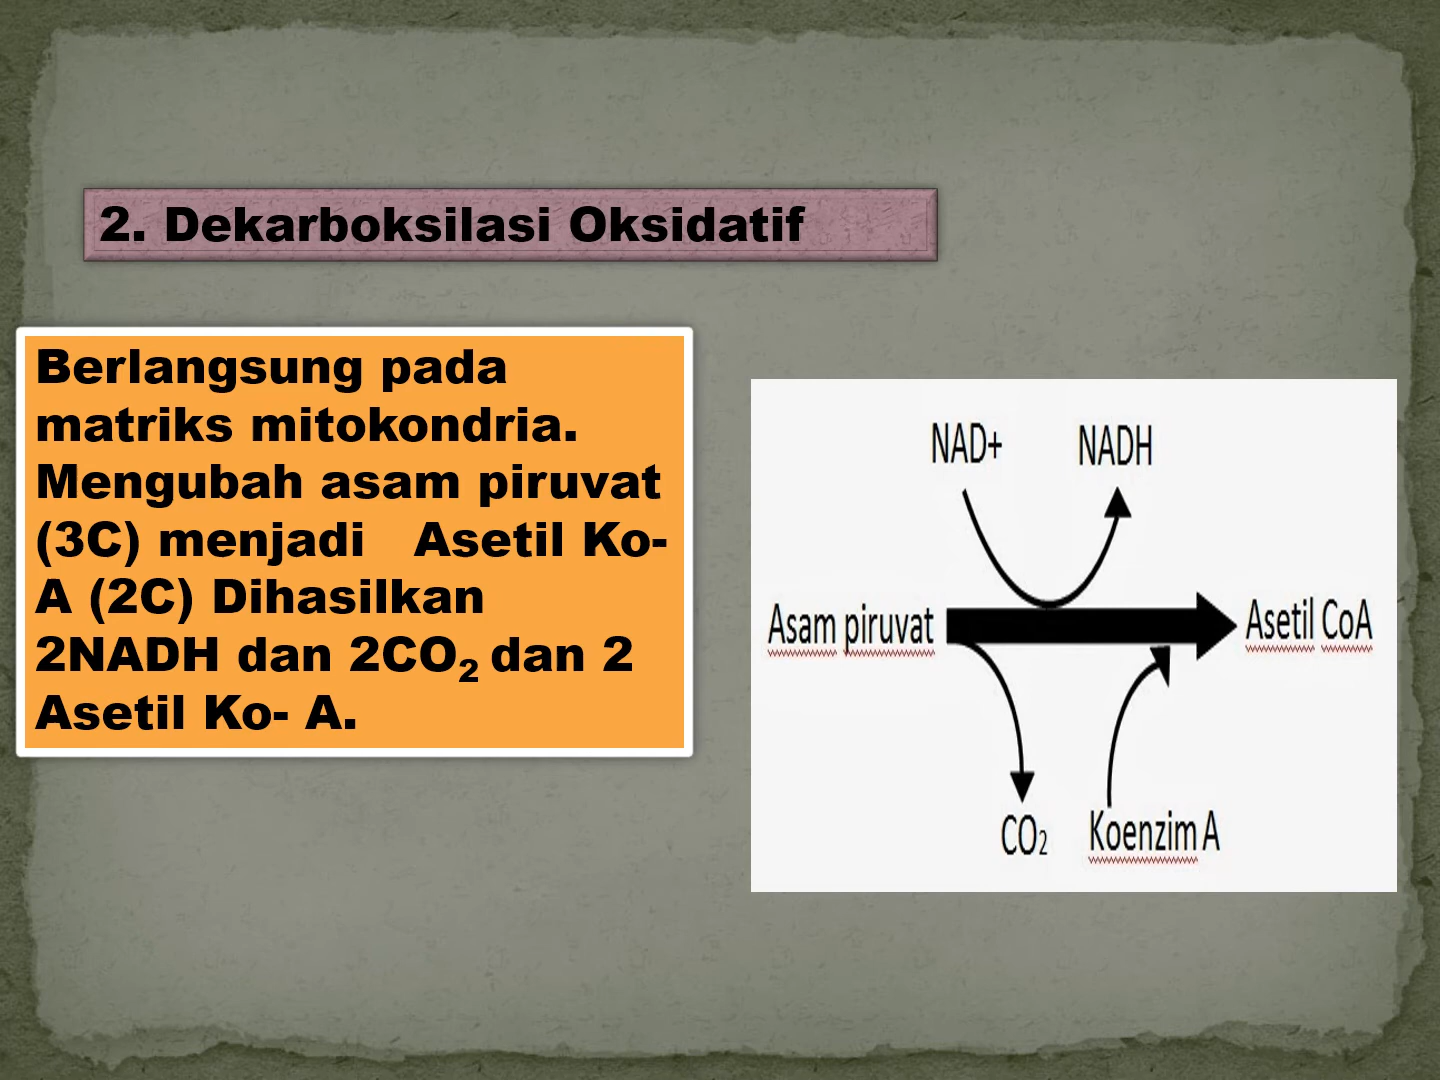 2. Dekarboksilasi Oksidatif
Berlangsung pada
matriks mitokondria.
Mengubah asam piruvat
(3C) menjadi   Asetil Ko-
A (2C) Dihasilkan
2NADH dan 2CO₂ dan 2
Asetil Ko- A.
NAD+ NADH
Asam piruvat Asetil CoA
CO₂ Koenzim A